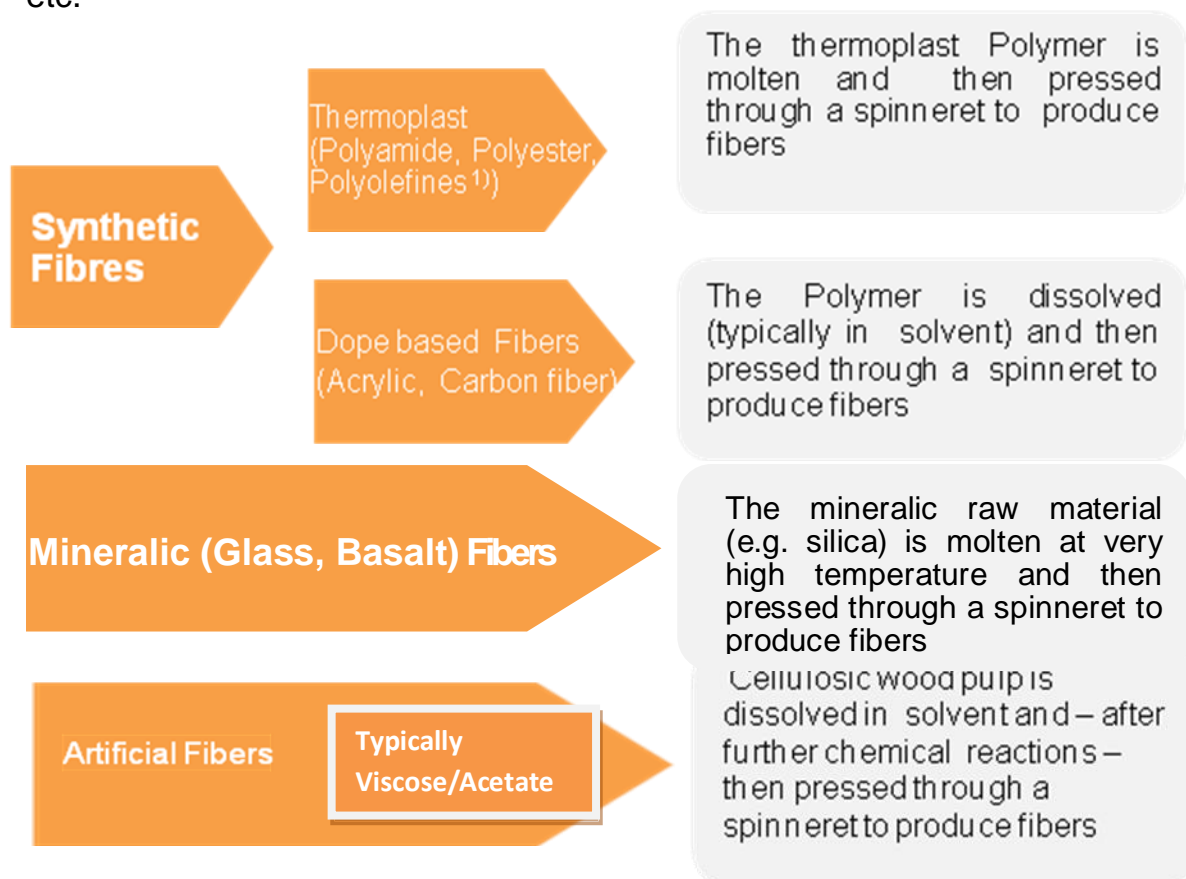 etc.
Synthetic
Fibres
Thermoplast
(Polyamide, Polyester,
Polyolefines 1))
The thermoplast Polymer is
molten and then pressed
through a spinneret to produce
fibers
Dope based Fibers
(Acrylic, Carbon fiber)
The Polymer is dissolved
(typically in solvent) and then
pressed through a spinneret to
produce fibers
Mineralic (Glass, Basalt) Fibers
The mineralic raw material
(e.g. silica) is molten at very
high temperature and then
pressed through a spinneret to
produce fibers
Artificial Fibers
Typically
Viscose/Acetate
Cellulosic wood pulp is
dissolved in solvent and – after
further chemical reactions –
then pressed through a
spinneret to produce fibers